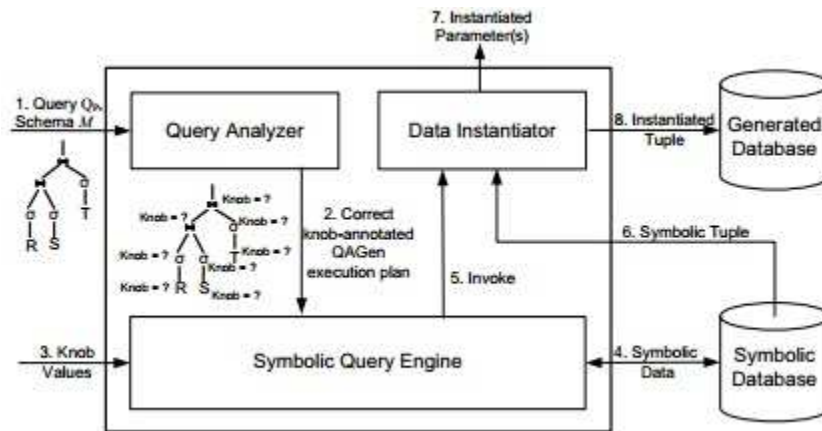 7. Instantiated
Parameter(s)
1. Query Qp,
Schema M
Query Analyzer
Data Instantiator
8. Instantiated
Tuple
Generated
Database
⋈
⋈ σ
σ σ T
R S
⋈ Knob = ?
Knob = ? ⋈ σ Knob = ?
Knob = ? σ σ Knob = ? T Knob = ?
Knob = ? R S Knob = ?
2. Correct
knob-annotated
QAGen
execution plan
5. Invoke
6. Symbolic Tuple
3. Knob
Values
Symbolic Query Engine
4. Symbolic
Data
Symbolic
Database